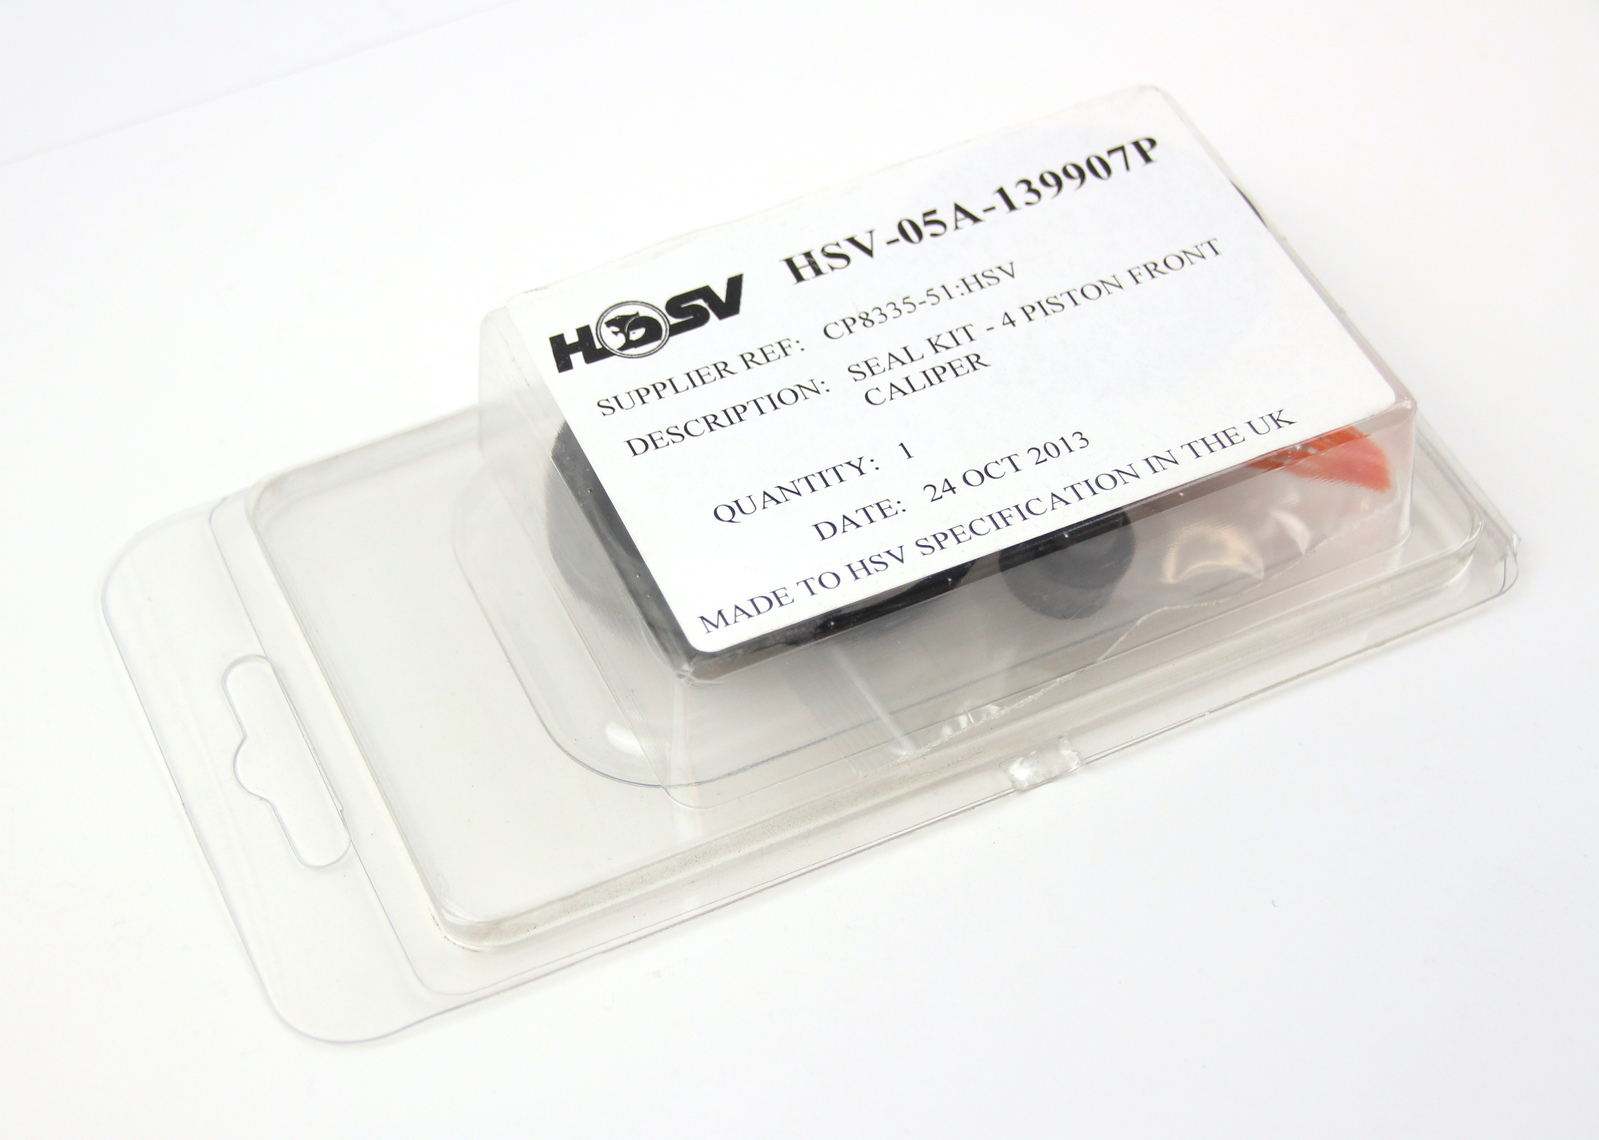 HSV HSV-05A-139907P
SUPPLIER REF: CP8335-51:HSV
DESCRIPTION: SEAL KIT - 4 PISTON FRONT
CALIPER
QUANTITY: 1
DATE: 24 OCT 2013
MADE TO HSV SPECIFICATION IN THE UK